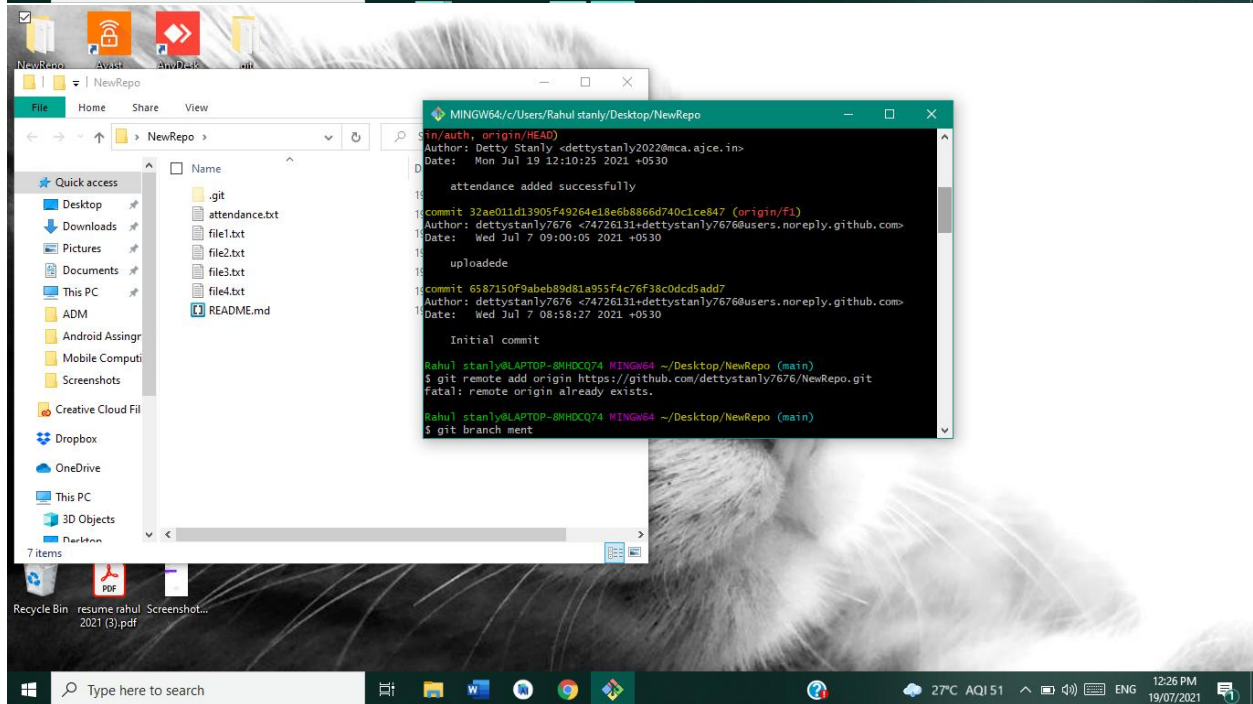 NewRepo
Avast
AnyDesk
git
NewRepo
File Home Share View
NewRepo
Name
Quick access
Desktop
Downloads
Pictures
Documents
This PC
ADM
Android Assingr
Mobile Computi
Screenshots
Creative Cloud Fil
Dropbox
OneDrive
This PC
3D Objects
Desktop
.git
attendance.txt
file1.txt
file2.txt
file3.txt
file4.txt
README.md
7 items
MINGW64:/c/Users/Rahul stanly/Desktop/NewRepo
in/auth, origin/HEAD)
Author: Detty Stanly <dettystanly2022@mca.ajce.in>
Date: Mon Jul 19 12:10:25 2021 +0530
attendance added successfully
commit 32ae011d13905f49264e18e6b8866d740c1ce847 (origin/f1)
Author: dettystanly7676 <74726131+dettystanly7676@users.noreply.github.com>
Date: Wed Jul 7 09:00:05 2021 +0530
uploadede
commit 6587150f9abeb89d81a955f4c76f38c0dcd5add7
Author: dettystanly7676 <74726131+dettystanly7676@users.noreply.github.com>
Date: Wed Jul 7 08:58:27 2021 +0530
Initial commit
Rahul stanly@LAPTOP-8MHDCQ74 MINGW64 ~/Desktop/NewRepo (main)
$ git remote add origin https://github.com/dettystanly7676/NewRepo.git
fatal: remote origin already exists.
Rahul stanly@LAPTOP-8MHDCQ74 MINGW64 ~/Desktop/NewRepo (main)
$ git branch ment
Recycle Bin
PDF
resume rahul
2021 (3).pdf
Screenshot...
Type here to search
27°C AQI 51
ENG
12:26 PM
19/07/2021